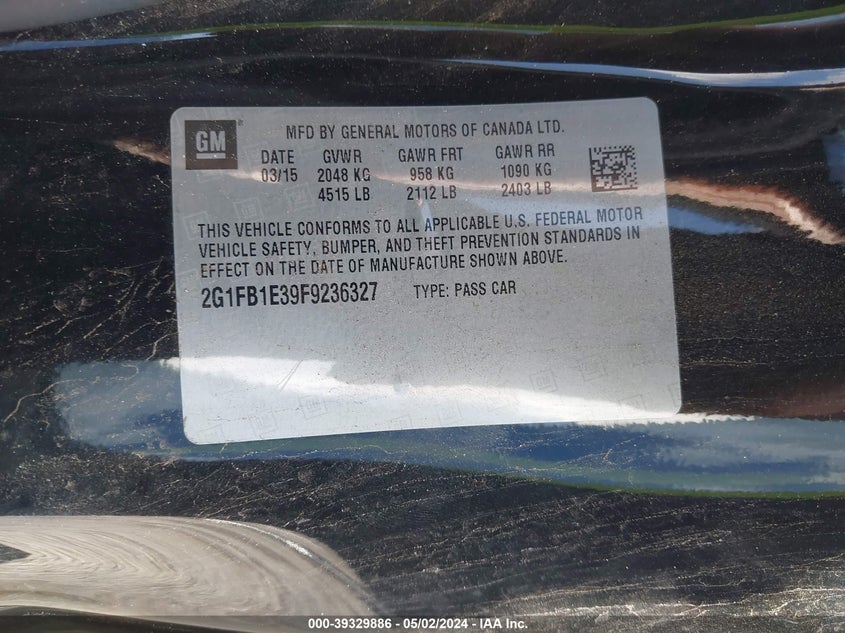 GM
MFD BY GENERAL MOTORS OF CANADA LTD.
DATE GVWR GAWR FRT GAWR RR
03/15 2048 KG 958 KG 1090 KG
4515 LB 2112 LB 2403 LB
THIS VEHICLE CONFORMS TO ALL APPLICABLE U.S. FEDERAL MOTOR
VEHICLE SAFETY, BUMPER, AND THEFT PREVENTION STANDARDS IN
EFFECT ON THE DATE OF MANUFACTURE SHOWN ABOVE.
2G1FB1E39F9236327 TYPE: PASS CAR
000-39329886 / 05/02/2024 - IAA Inc.